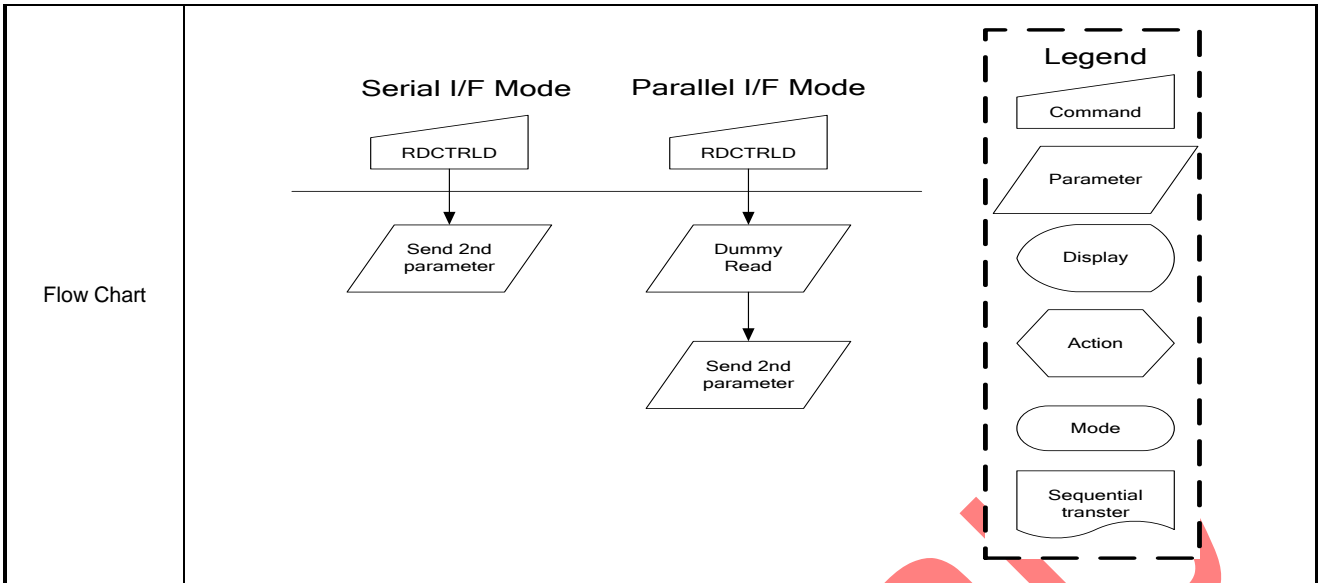 Flow Chart
Serial I/F Mode
RDCTRLD
Send 2nd
parameter
Parallel I/F Mode
RDCTRLD
Dummy
Read
Send 2nd
parameter
Legend
Command
Parameter
Display
Action
Mode
Sequential
transter